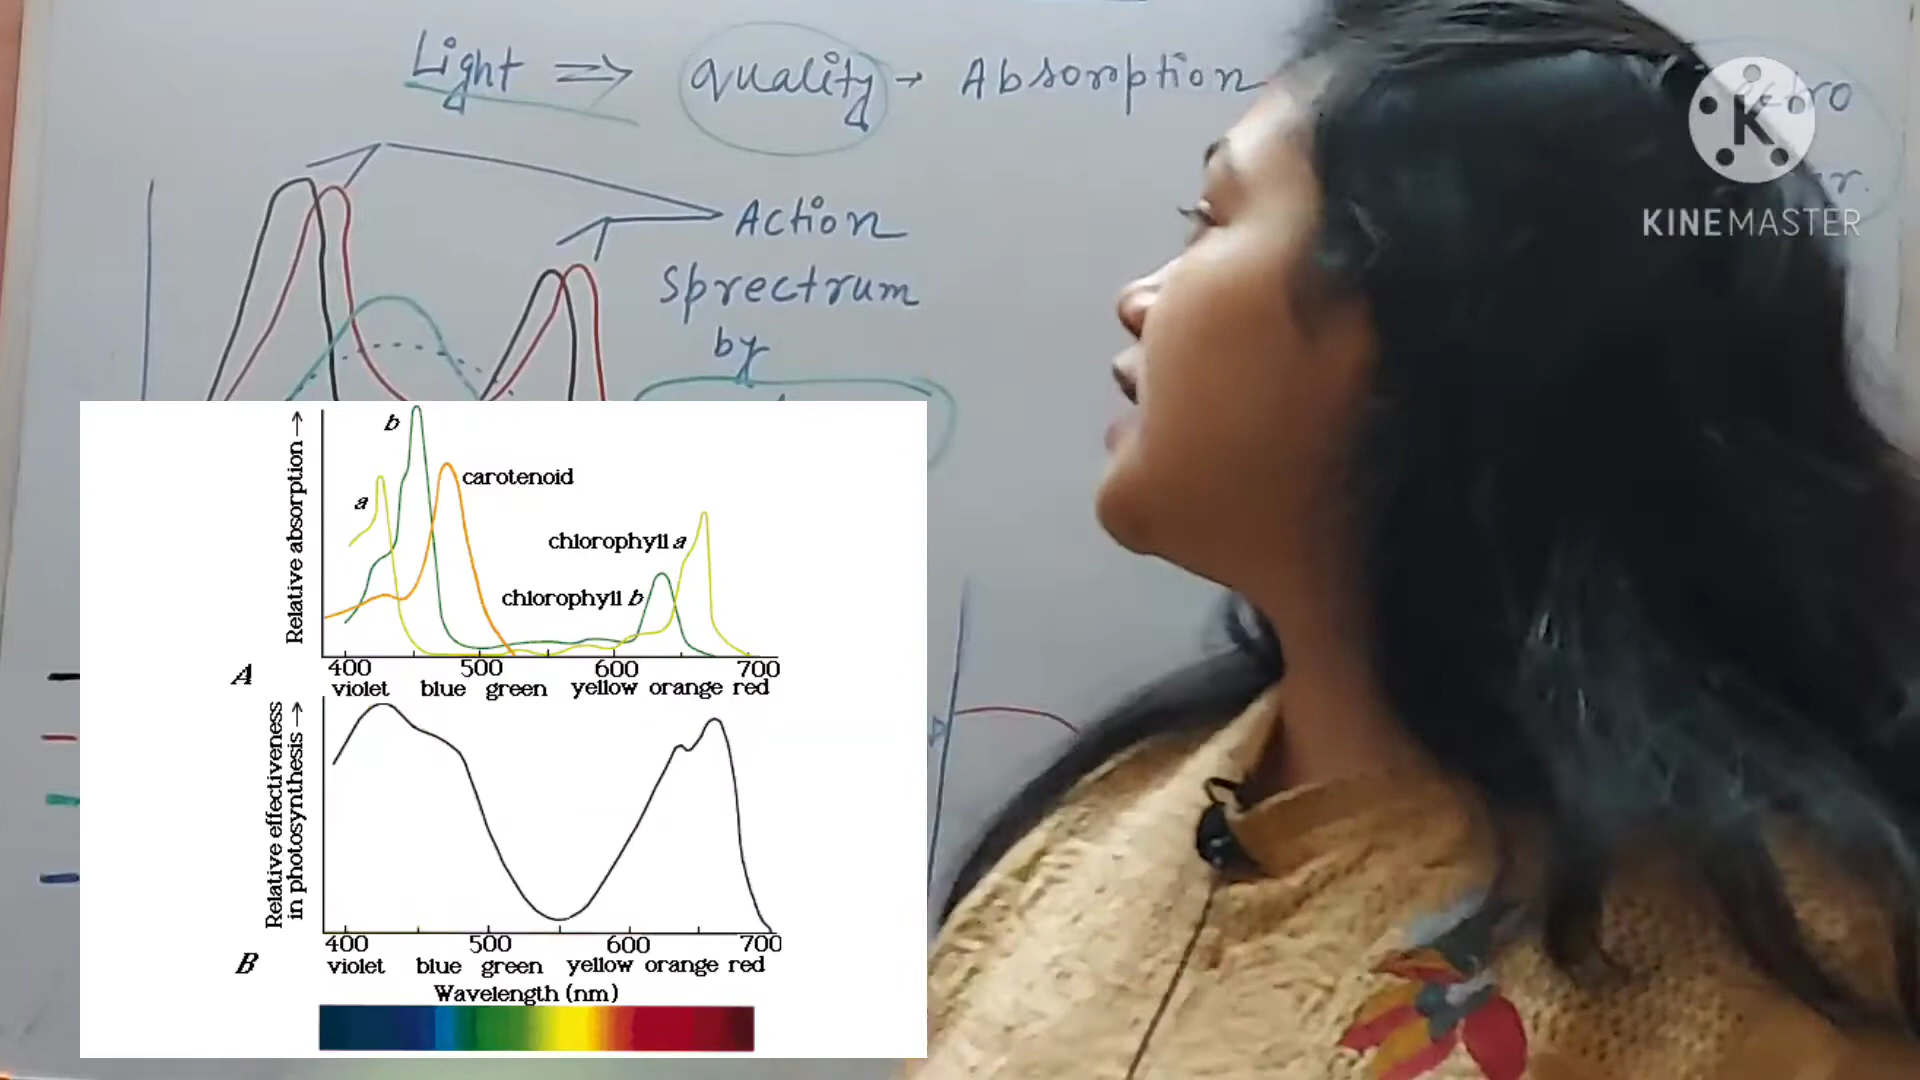 Light ⇒ quality → Absorption
Action
Sprectrum
by
KINEMASTER
Relative absorption →
b
a
carotenoid
chlorophyll a
chlorophyll b
400 500 600 700
A
violet blue green yellow orange red
Relative effectiveness
in photosynthesis →
400 500 600 700
B
violet blue green yellow orange red
Wavelength (nm)